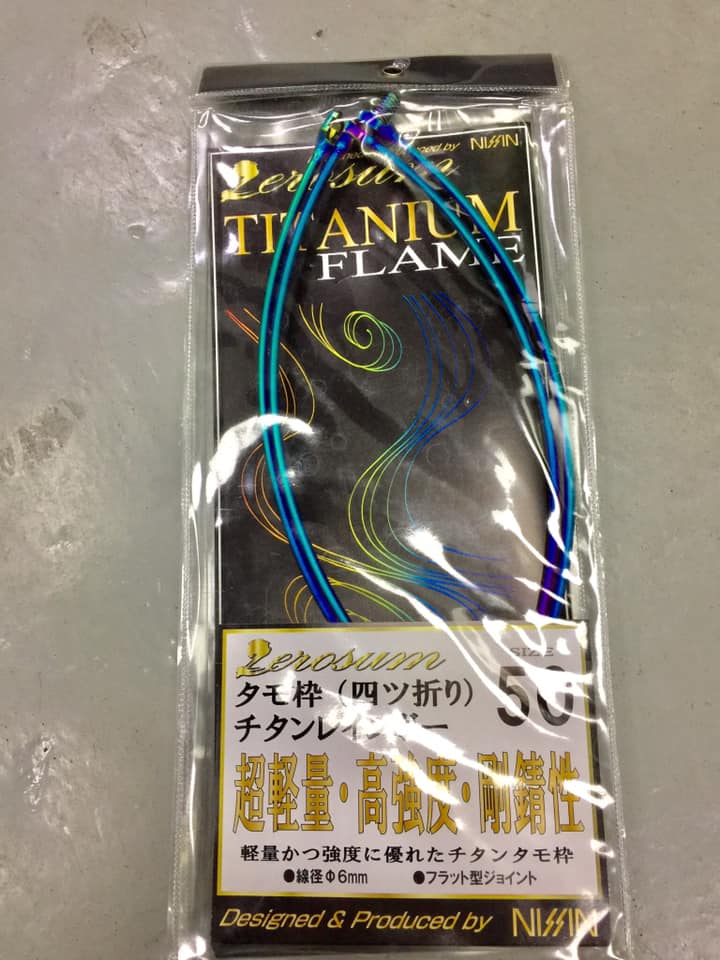 by NISSIN
Zerosum
TITANIUM
FLAME
Zerosum
SIZE
50
タモ枠（四ツ折り）
チタンレインボー
超軽量・高強度・剛錆性
軽量かつ強度に優れたチタンタモ枠
●線径Φ6mm ●フラット型ジョイント
Designed & Produced by NISSIN